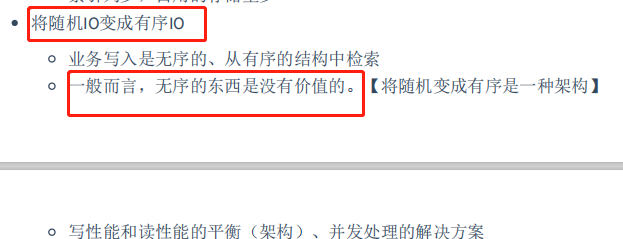 将随机IO变成有序IO
业务写入是无序的、从有序的结构中检索
一般而言，无序的东西是没有价值的。【将随机变成有序是一种架构】
写性能和读性能的平衡（架构）、并发处理的解决方案